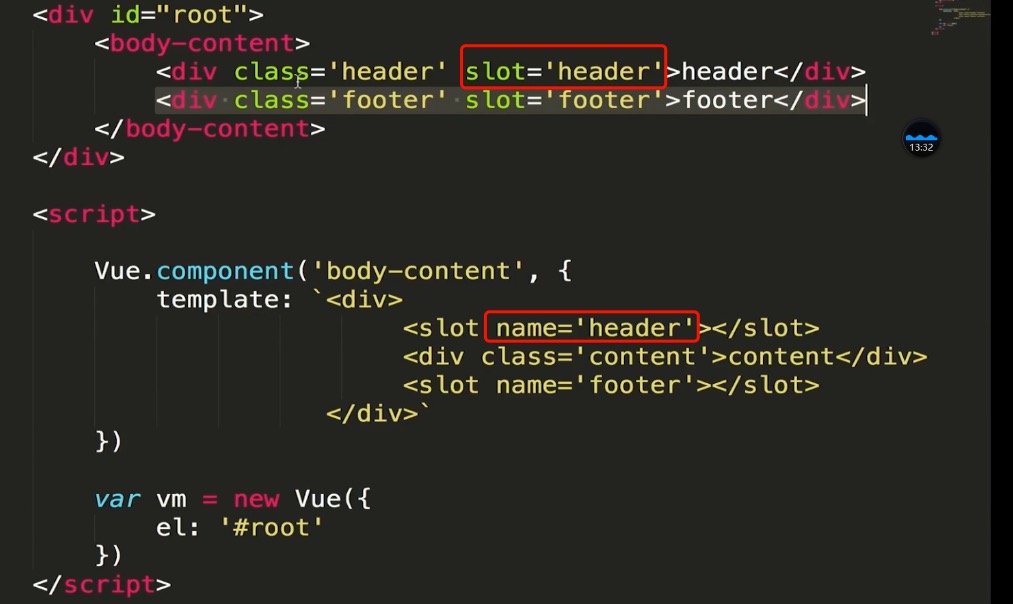 <div id="root">
<body-content>
<div class='header' slot='header'>header</div>
<div class='footer' slot='footer'>footer</div>
</body-content>
</div>
13:32
<script>
Vue.component('body-content', {
template: `<div>
<slot name='header'></slot>
<div class='content'>content</div>
<slot name='footer'></slot>
</div>`
})
var vm = new Vue({
el: '#root'
})
</script>